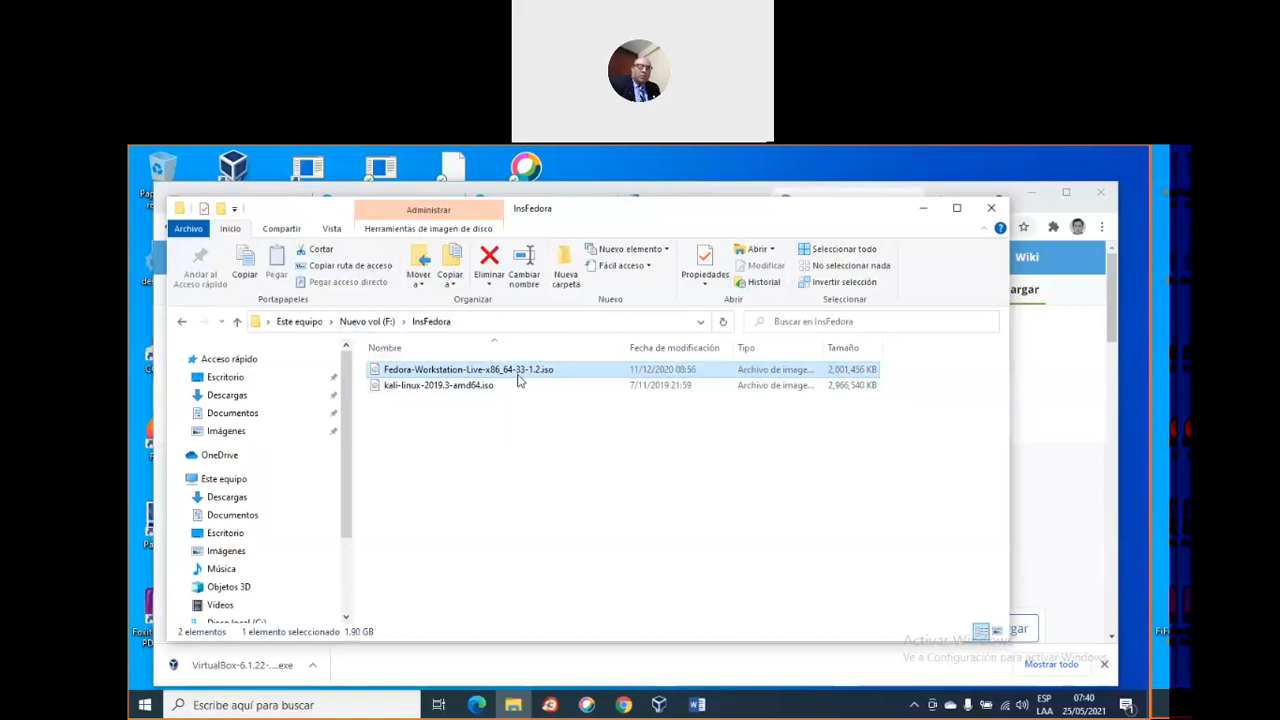 InsFedora
Administrar
Archivo
Inicio
Compartir
Vista
Herramientas de imagen de disco
Anclar al
Acceso rápido
Copiar
Pegar
Cortar
Copiar ruta de acceso
Pegar acceso directo
Portapapeles
Mover
a
Copiar
a
Eliminar
Cambiar
nombre
Organizar
Nueva
carpeta
Nuevo elemento
Fácil acceso
Nuevo
Propiedades
Abrir
Modificar
Historial
Abrir
Seleccionar todo
No seleccionar nada
Invertir selección
Seleccionar
Wiki
argar
Este equipo > Nuevo vol (F:) > InsFedora
Buscar en InsFedora
Nombre
Fecha de modificación
Tipo
Tamaño
Fedora-Workstation-Live-x86_64-33-1.2.iso 11/12/2020 08:56 Archivo de image... 2,001,456 KB
kali-linux-2019.3-amd64.iso 7/11/2019 21:59 Archivo de image... 2,966,540 KB
Acceso rápido
Escritorio
Descargas
Documentos
Imágenes
OneDrive
Este equipo
Descargas
Documentos
Escritorio
Imágenes
Música
Objetos 3D
Vídeos
Disco local (C:)
2 elementos 1 elemento seleccionado 1.90 GB
gar
Activar Windows
Ve a Configuración para activar Windows.
VirtualBox-6.1.22-....exe
Mostrar todo
Escribe aquí para buscar
ESP
LAA
07:40
25/05/2021